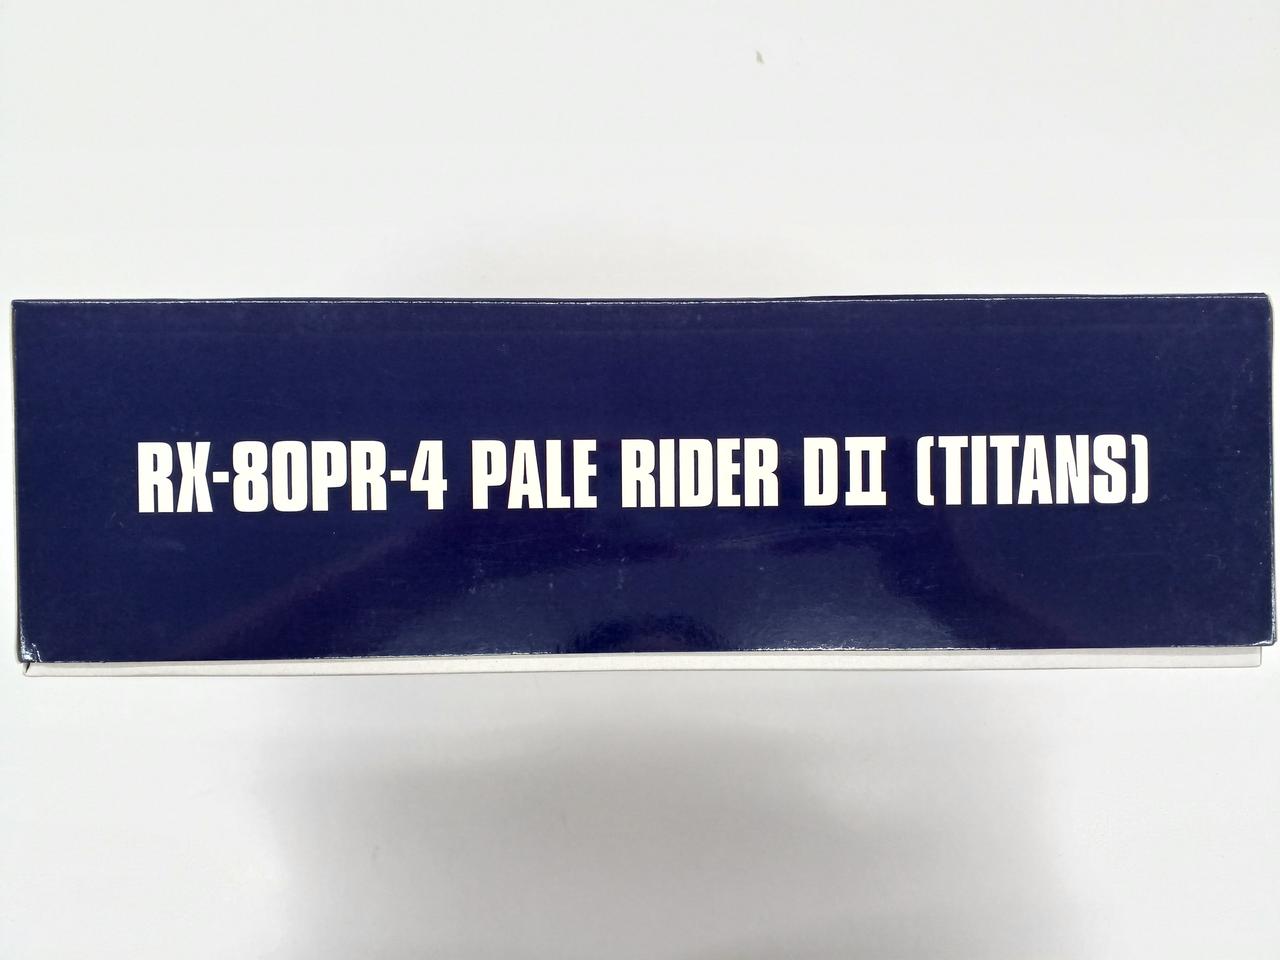 RX-80PR-4 PALE RIDER DⅡ (TITANS)